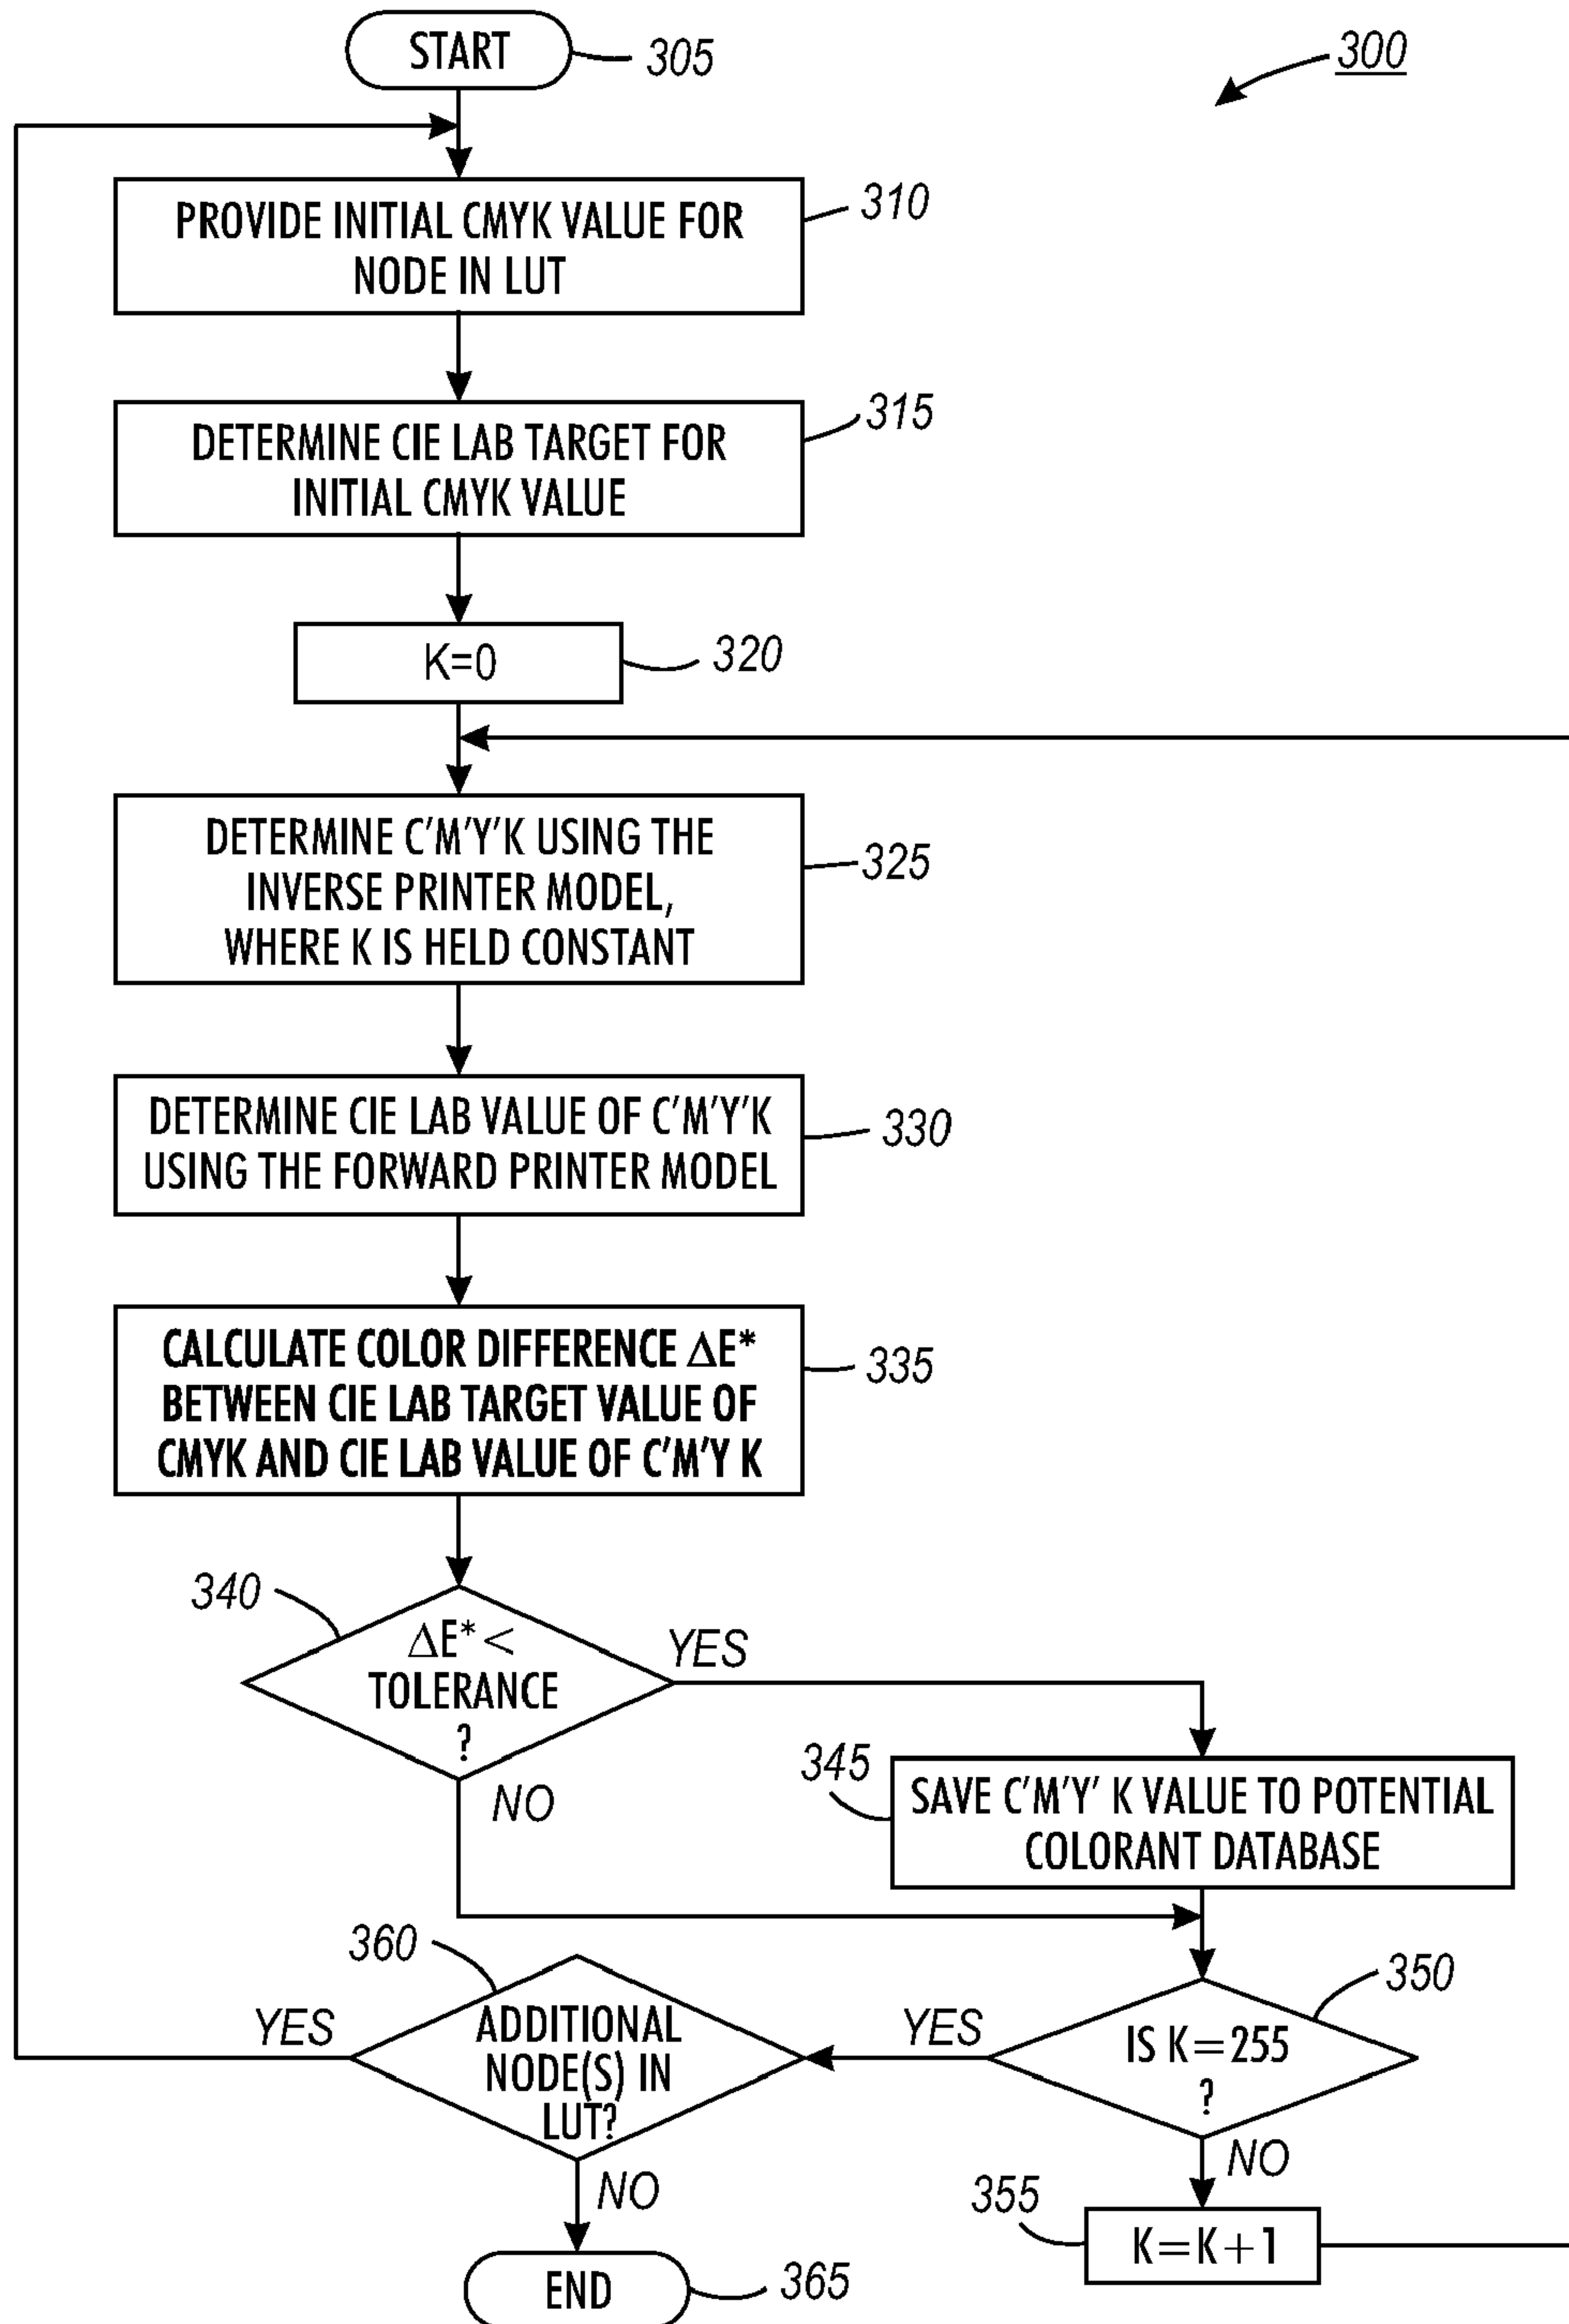 START
305
300
PROVIDE INITIAL CMYK VALUE FOR
NODE IN LUT
310
DETERMINE CIE LAB TARGET FOR
INITIAL CMYK VALUE
315
K=0
320
DETERMINE C'M'Y'K USING THE
INVERSE PRINTER MODEL,
WHERE K IS HELD CONSTANT
325
DETERMINE CIE LAB VALUE OF C'M'Y'K
USING THE FORWARD PRINTER MODEL
330
CALCULATE COLOR DIFFERENCE ΔE*
BETWEEN CIE LAB TARGET VALUE OF
CMYK AND CIE LAB VALUE OF C'M'Y K
335
340
ΔE* <
TOLERANCE
?
YES
NO
345
SAVE C'M'Y' K VALUE TO POTENTIAL
COLORANT DATABASE
360
350
YES
ADDITIONAL
NODE(S) IN
LUT?
YES
IS K=255
?
NO
NO
355
K=K+1
END
365